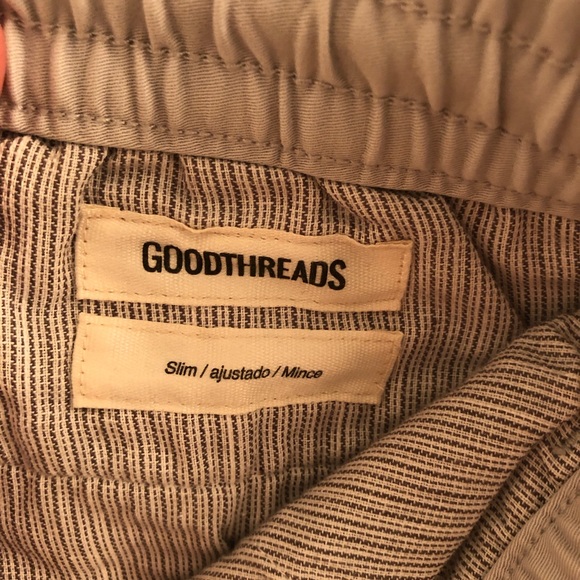 GOODTHREADS
Slim / ajustado / Mince